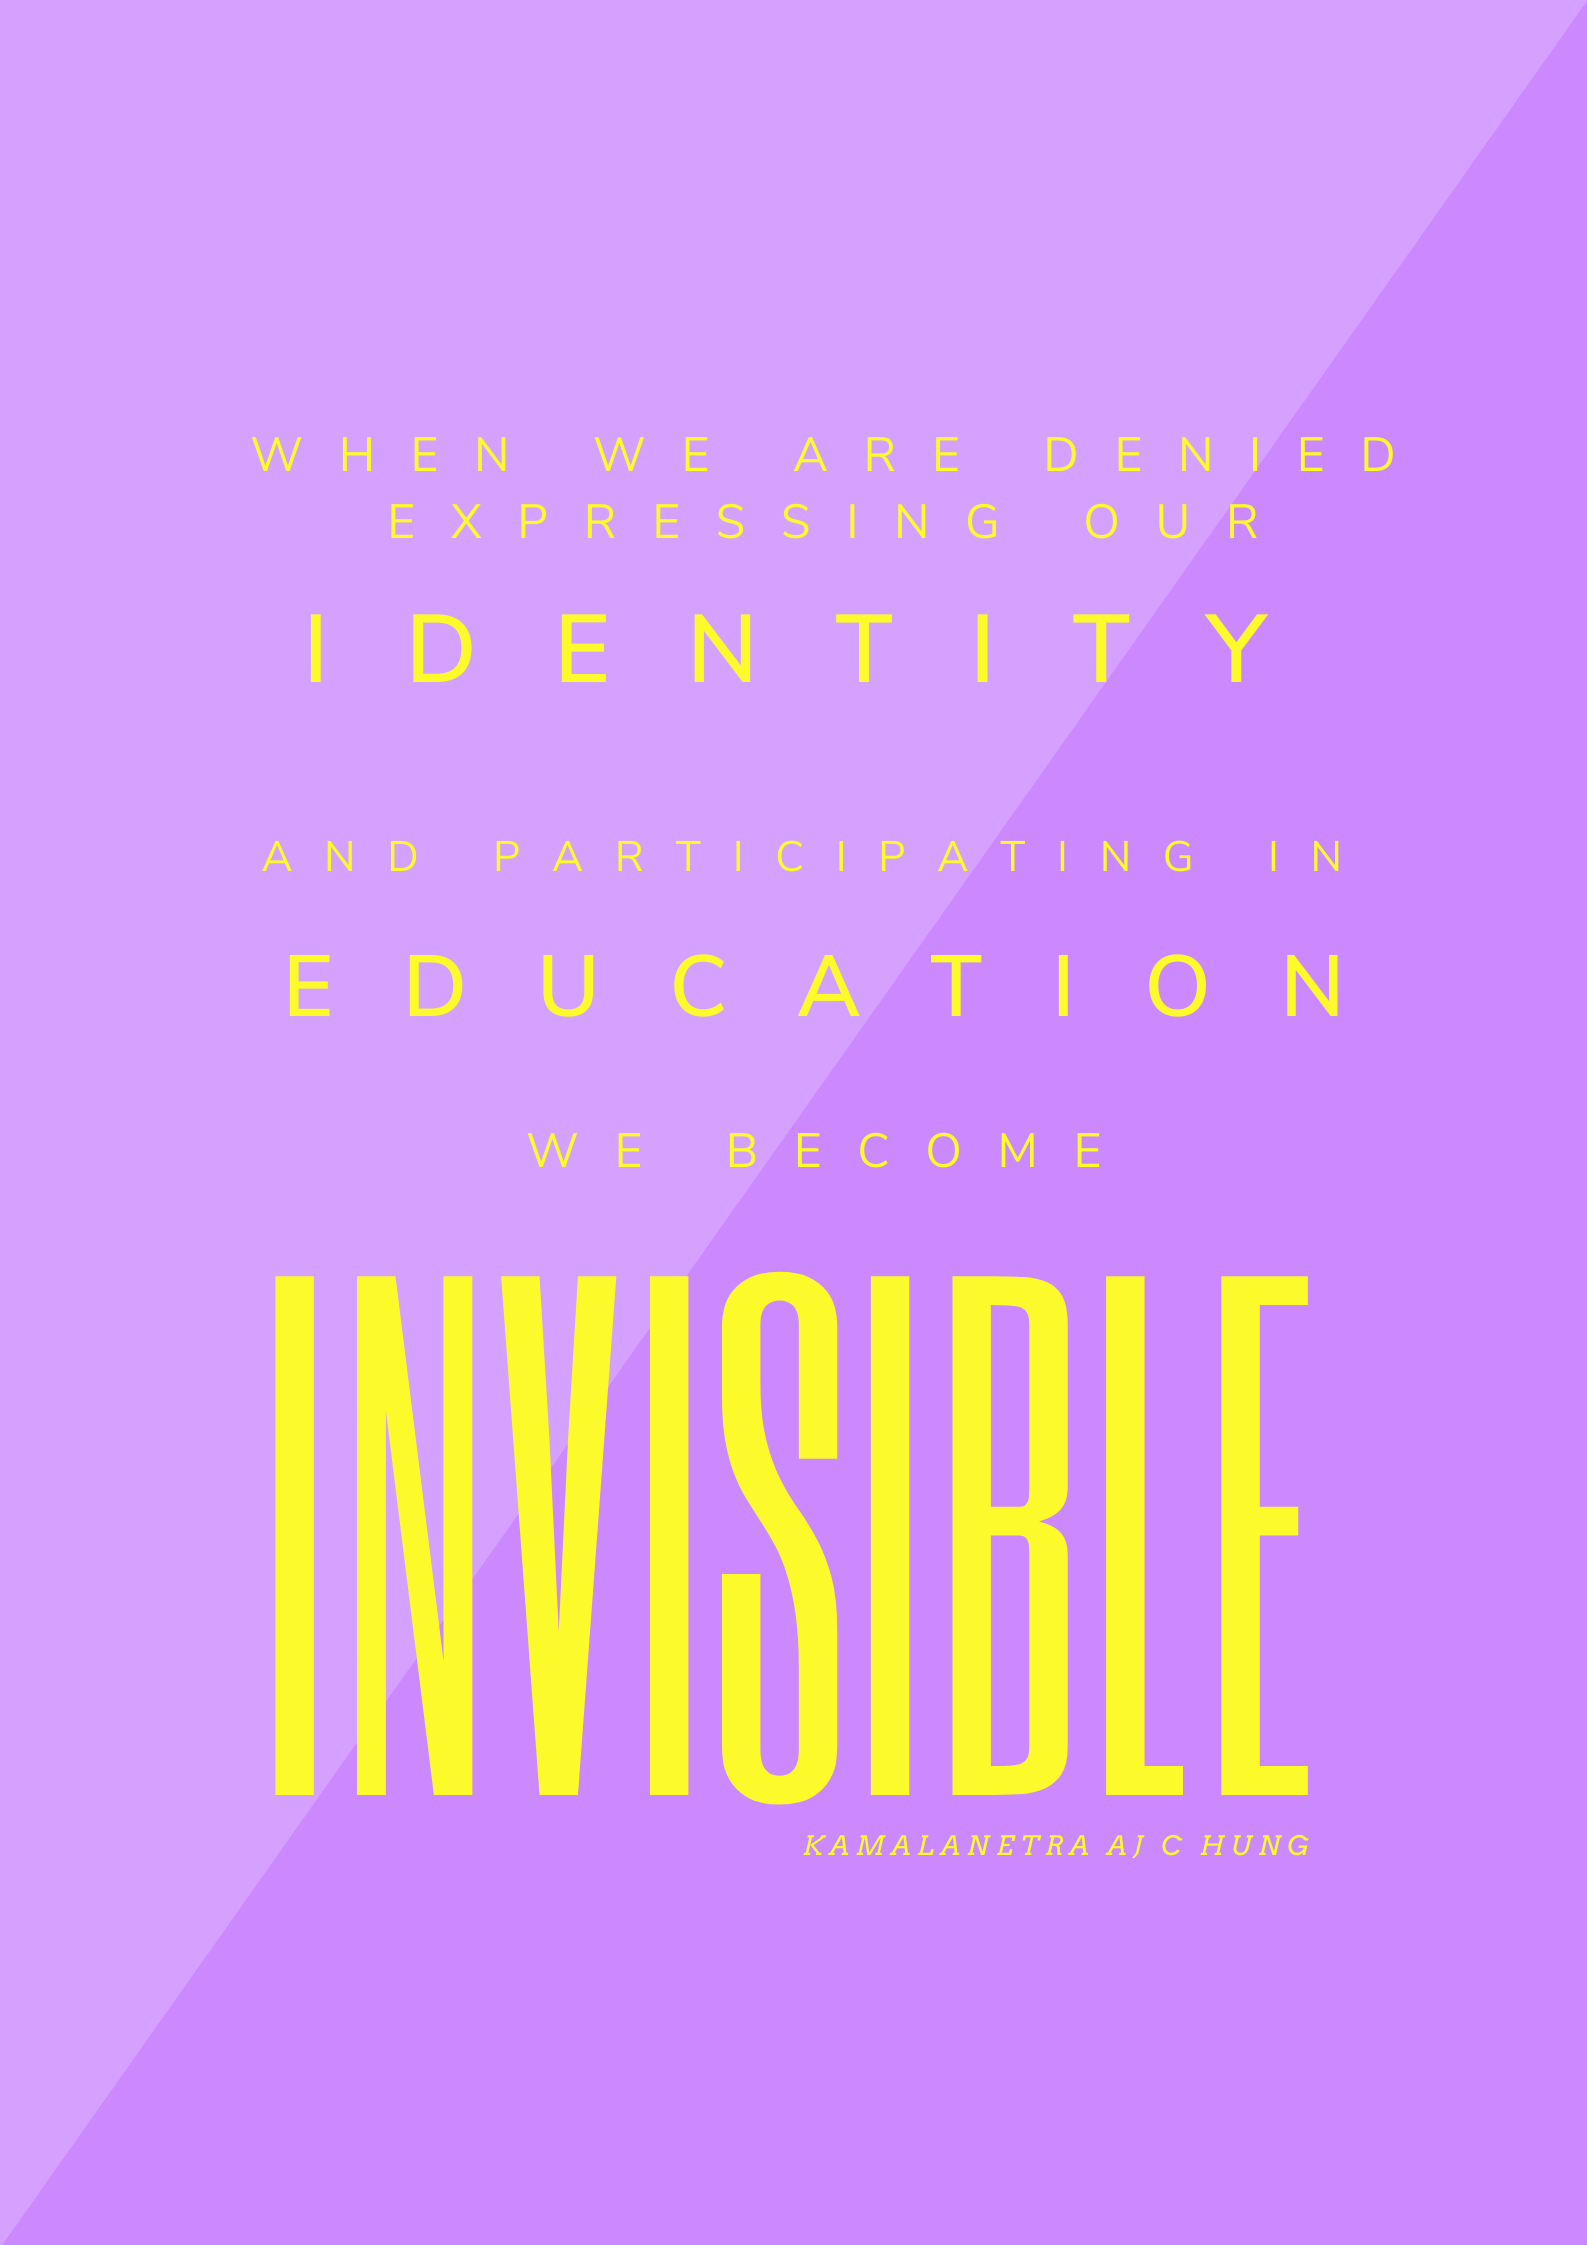 WHEN WE ARE DENIED
EXPRESSING OUR
IDENTITY
AND PARTICIPATING IN
EDUCATION
WE BECOME
INVISIBLE
KAMALANETRA AJ C HUNG